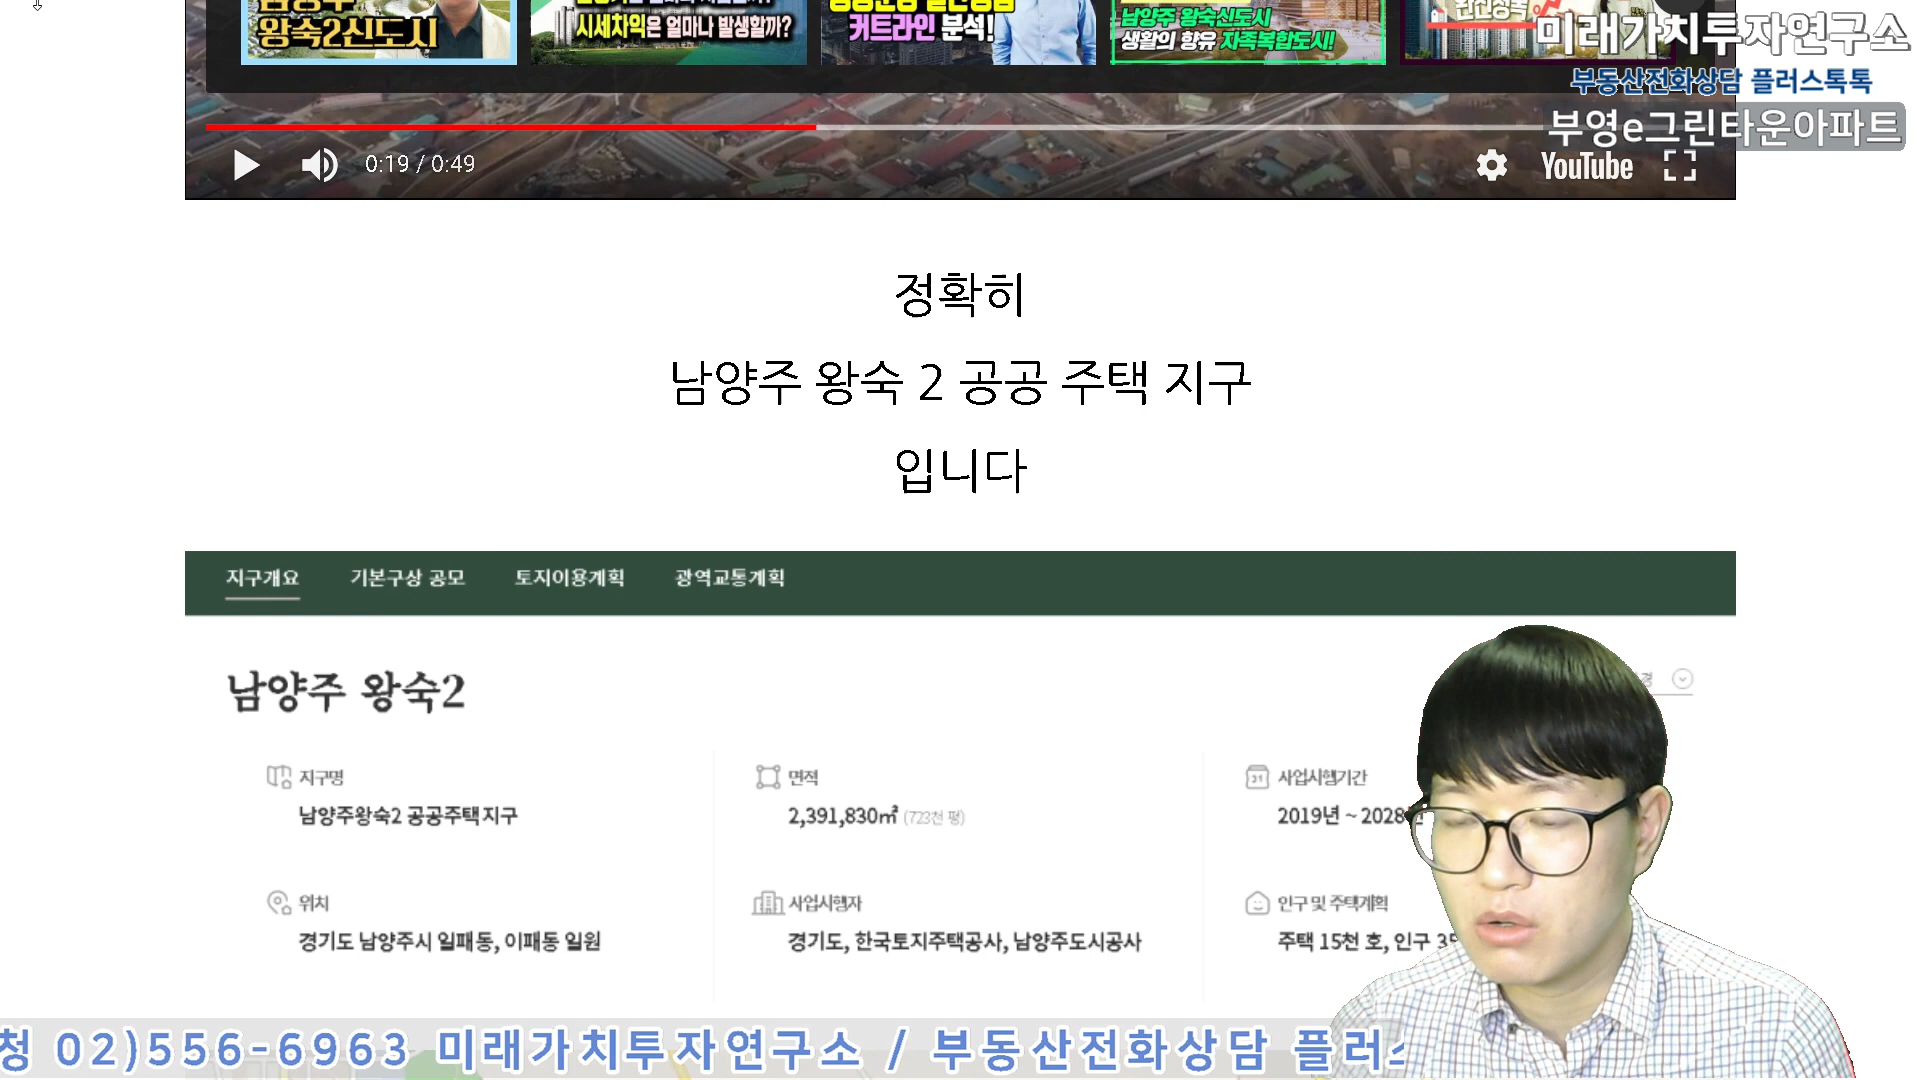 왕숙2신도시
시세차익은 얼마나 발생할까?
커트라인 분석!
남양주 왕숙신도시
생활의 향유 자족복합도시!
미래가치투자연구소
부동산전화상담 플러스톡톡
부영e그린타운아파트
0:19 / 0:49
YouTube
정확히
남양주 왕숙 2 공공 주택 지구
입니다
지구개요 기본구상 공모 토지이용계획 광역교통계획
남양주 왕숙2
지구명 면적 사업시행기간
남양주왕숙2 공공주택지구 2,391,830㎡ (723천 평) 2019년 ~ 2028
위치 사업시행자 인구 및 주택계획
경기도 남양주시 일패동, 이패동 일원 경기도, 한국토지주택공사, 남양주도시공사 주택 15천 호, 인구
청 02)556-6963 미래가치투자연구소 / 부동산전화상담 플러